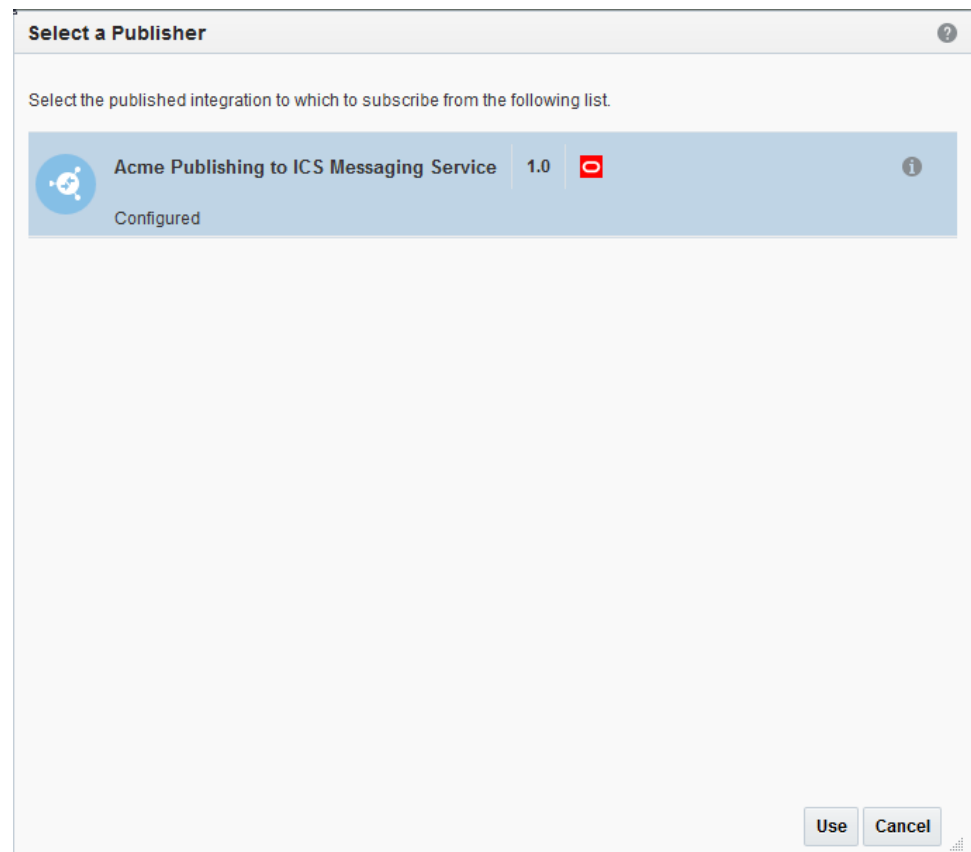 Select a Publisher
Select the published integration to which to subscribe from the following list.
Acme Publishing to ICS Messaging Service 1.0
Configured
Use Cancel